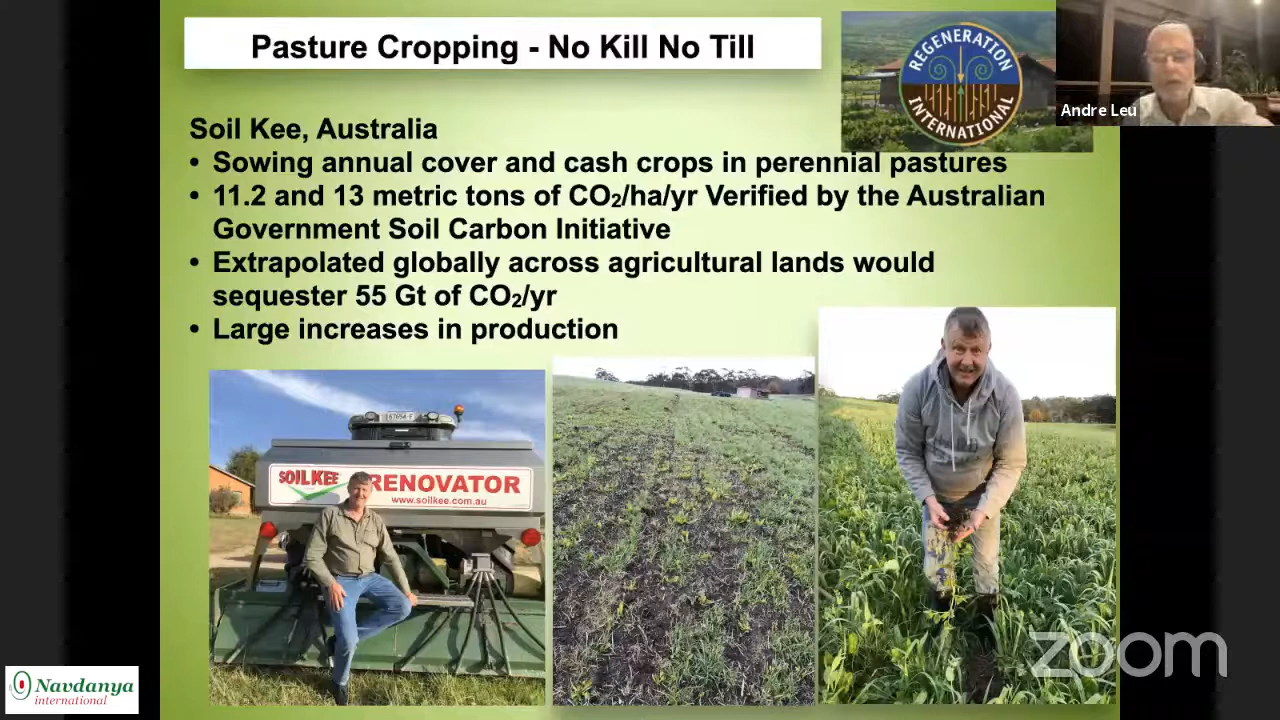 Pasture Cropping - No Kill No Till
REGENERATION
INTERNATIONAL
Andre Leu
Soil Kee, Australia
• Sowing annual cover and cash crops in perennial pastures
• 11.2 and 13 metric tons of CO₂/ha/yr Verified by the Australian
Government Soil Carbon Initiative
• Extrapolated globally across agricultural lands would
sequester 55 Gt of CO₂/yr
• Large increases in production
SOILKEE RENOVATOR
www.soilkee.com.au
zoom
Navdanya
international